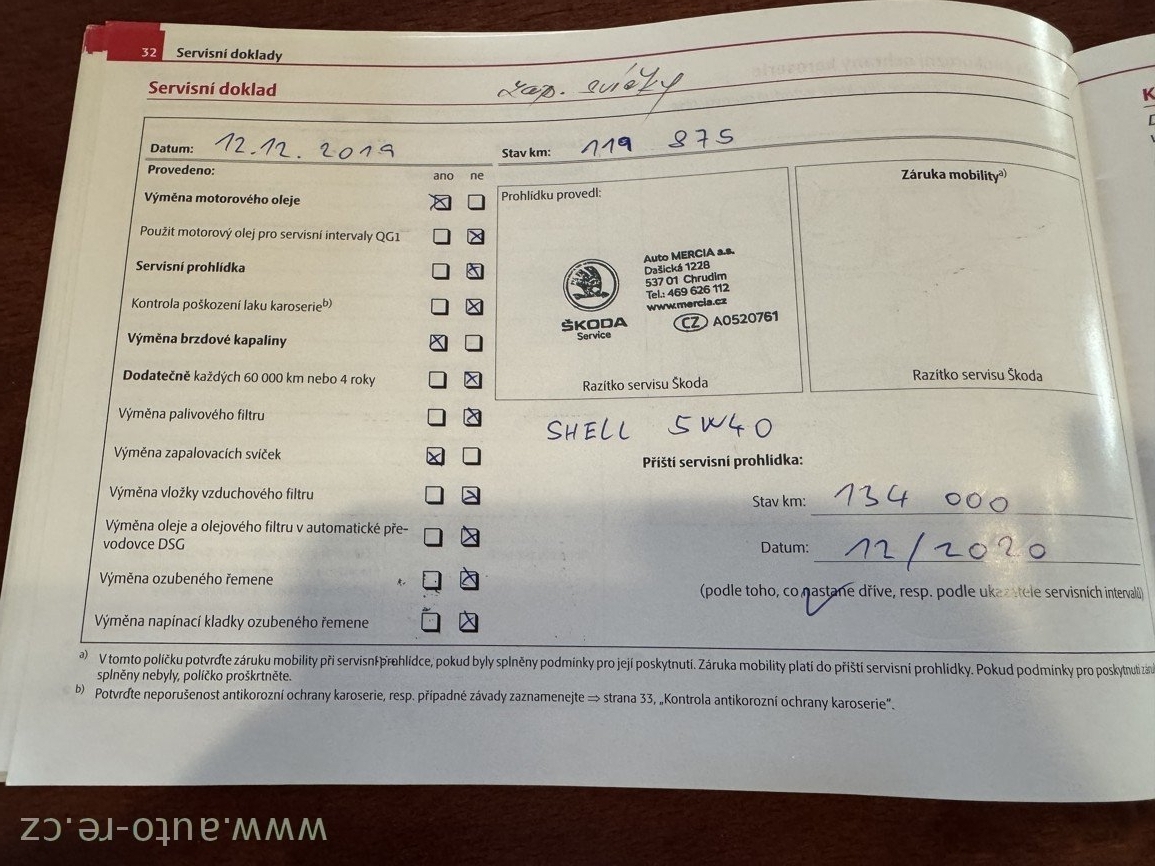 32 Servisní doklady
Servisní doklad
zap. svíčky
Datum: 12.12. 2019
Stav km: 119 875
Provedeno:
ano ne
Výměna motorového oleje
Použit motorový olej pro servisní intervaly QG1
Servisní prohlídka
Kontrola poškození laku karoserie b)
Výměna brzdové kapaliny
Dodatečně každých 60 000 km nebo 4 roky
Výměna palivového filtru
Výměna zapalovacích svíček
Výměna vložky vzduchového filtru
Výměna oleje a olejového filtru v automatické pře-
vodovce DSG
Výměna ozubeného řemene
Výměna napínací kladky ozubeného řemene
Prohlídku provedl:
Auto MERCIA a.s.
Dašická 1228
537 01 Chrudim
Tel.: 469 626 112
www.mercia.cz
CZ A0520761
ŠKODA
Service
Razítko servisu Škoda
Záruka mobility a)
Razítko servisu Škoda
SHELL 5W40
Příští servisní prohlídka:
Stav km: 134 000
Datum: 12/2020
(podle toho, co nastane dříve, resp. podle ukazatele servisních intervalů)
a) V tomto políčku potvrďte záruku mobility při servisní prohlídce, pokud byly splněny podmínky pro její poskytnutí. Záruka mobility platí do příští servisní prohlídky. Pokud podmínky pro poskytnutí
splněny nebyly, políčko proškrtněte.
b) Potvrďte neporušenost antikorozní ochrany karoserie, resp. případné závady zaznamenejte ⇒ strana 33, „Kontrola antikorozní ochrany karoserie“.
www.auto-re.cz